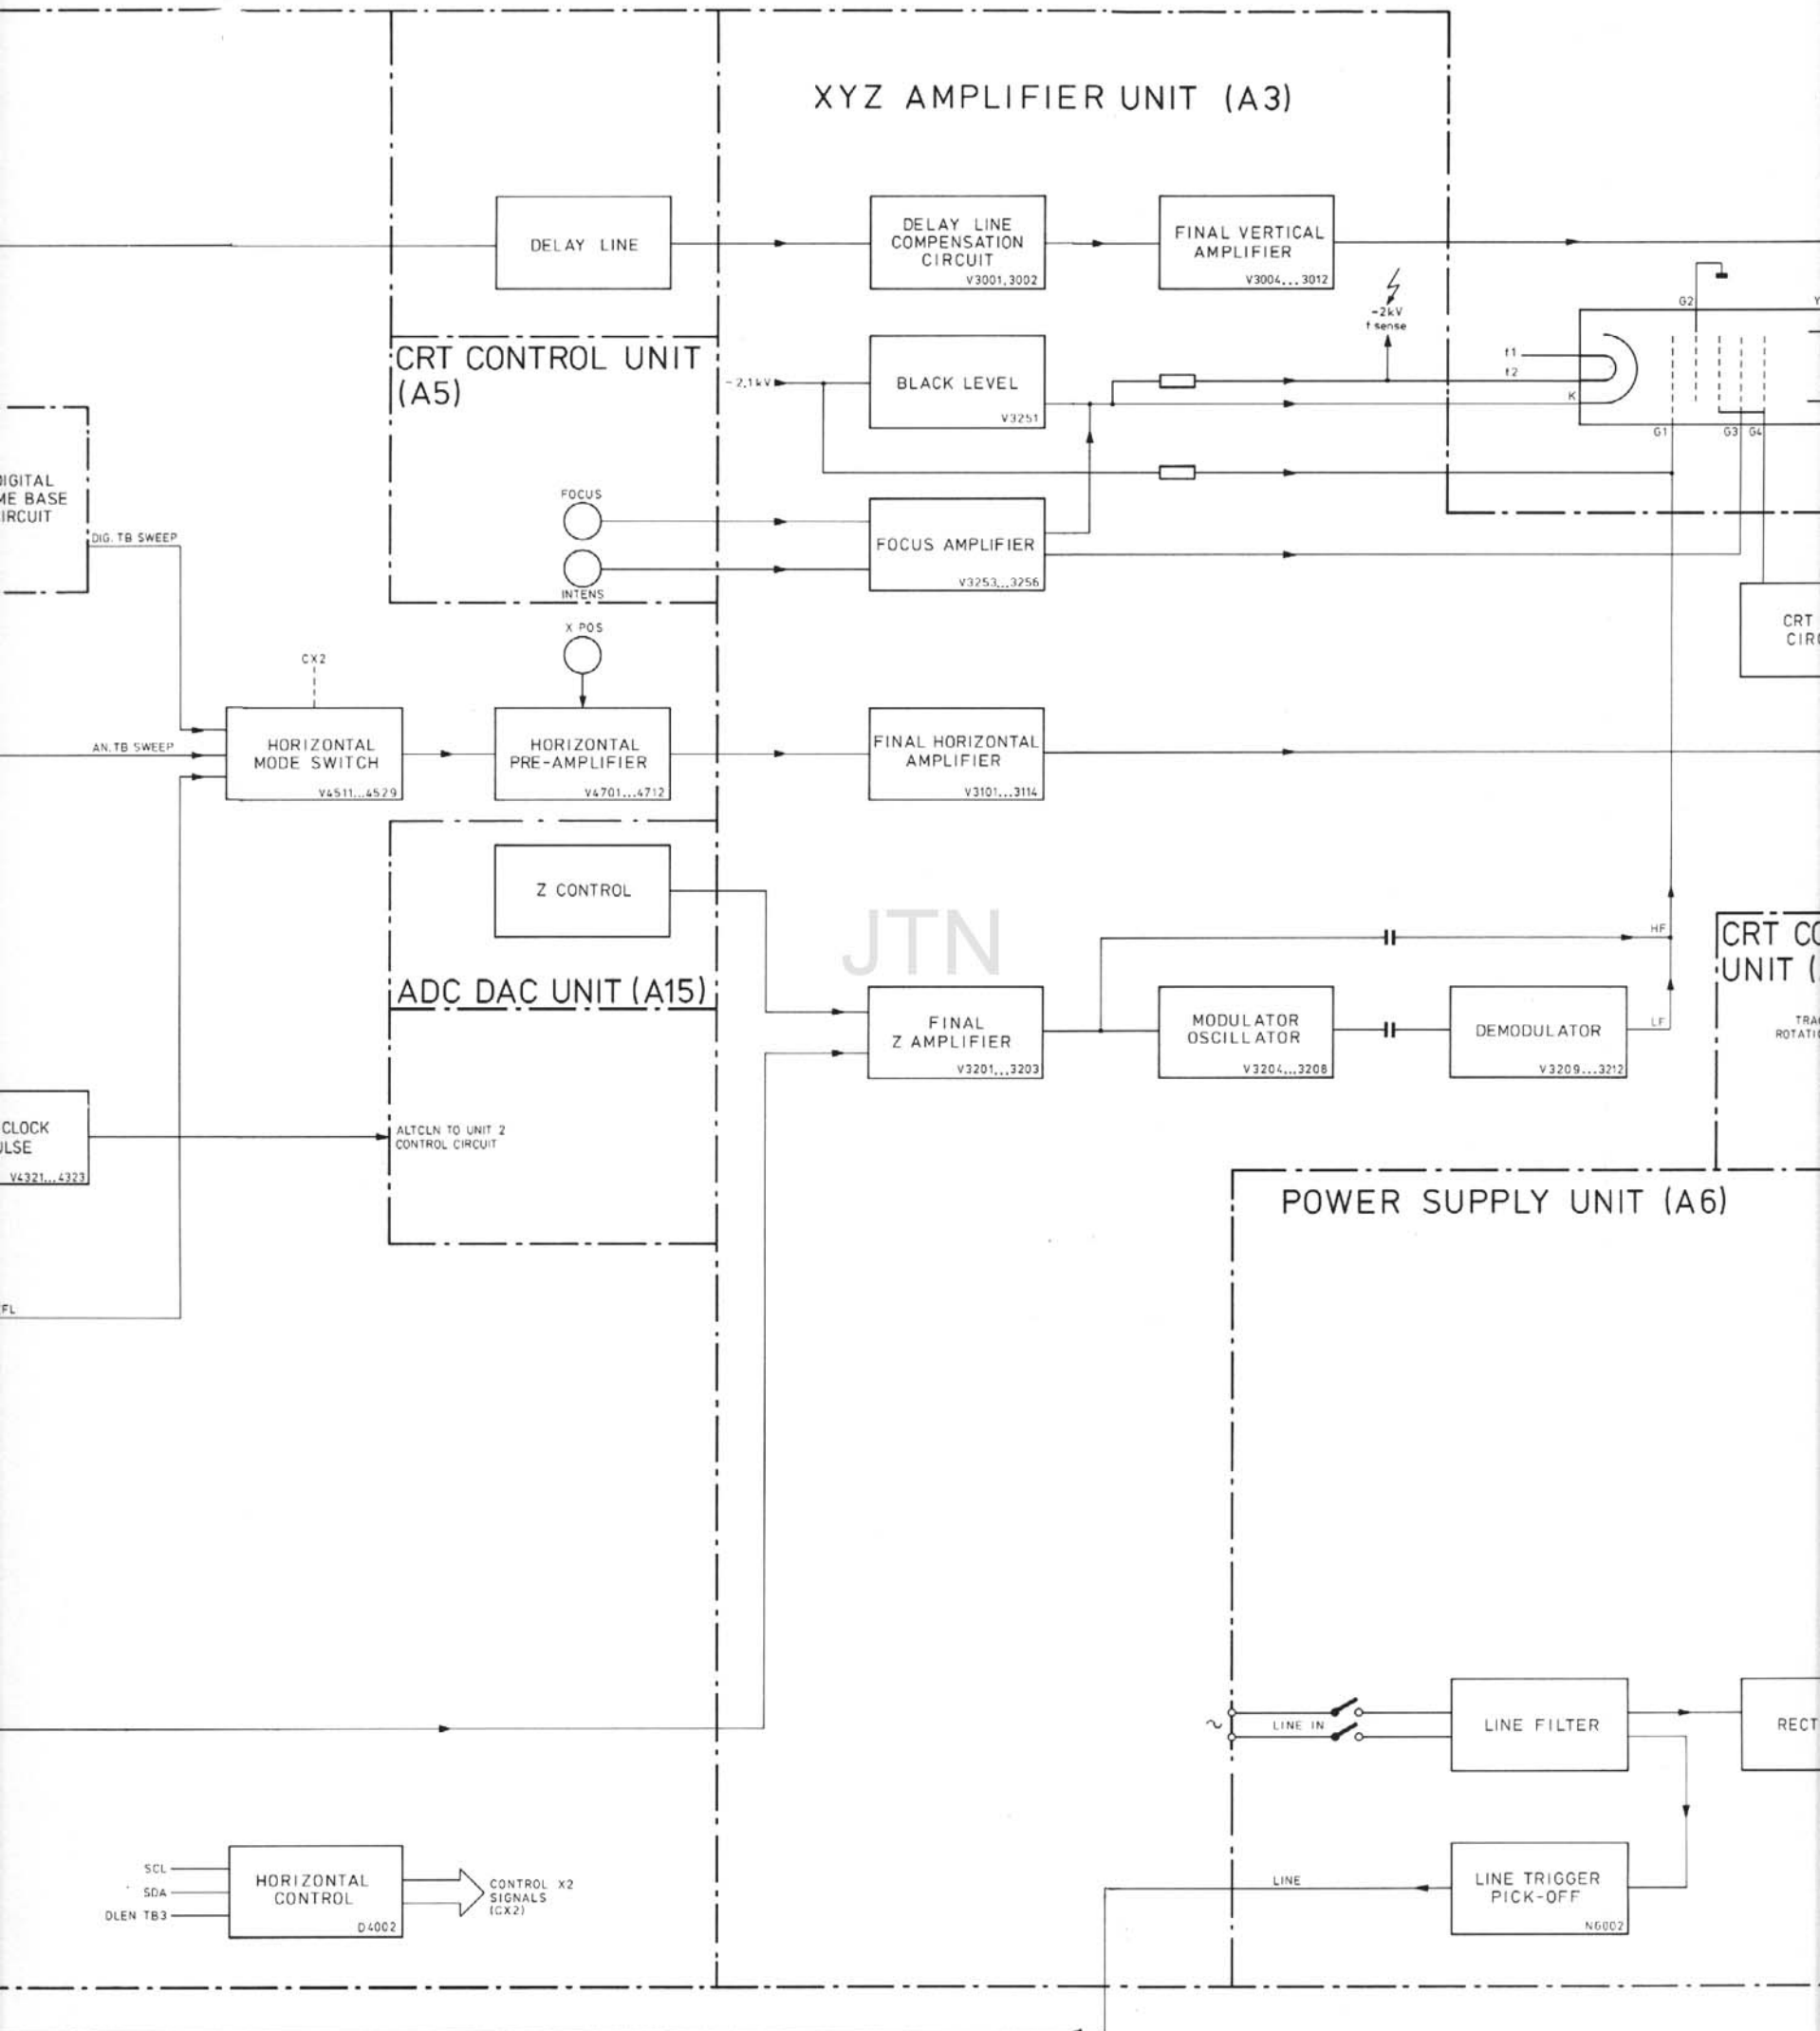 XYZ AMPLIFIER UNIT (A3)
DELAY LINE
DELAY LINE
COMPENSATION
CIRCUIT
V3001,3002
FINAL VERTICAL
AMPLIFIER
V3004...3012
-2kV
f sense
G2
Y
CRT CONTROL UNIT
(A5)
-2,1kV
BLACK LEVEL
V3251
f1
f2
K
G1
G3
G4
IGITAL
ME BASE
IRCUIT
DIG. TB SWEEP
FOCUS
INTENS
FOCUS AMPLIFIER
V3253...3256
CRT
CIR
X POS
CX2
AN. TB SWEEP
HORIZONTAL
MODE SWITCH
V4511...4529
HORIZONTAL
PRE-AMPLIFIER
V4701...4712
FINAL HORIZONTAL
AMPLIFIER
V3101...3114
Z CONTROL
ADC DAC UNIT (A15)
JTN
HF
CRT CO
UNIT (
TRA
ROTATI
FINAL
Z AMPLIFIER
V3201...3203
MODULATOR
OSCILLATOR
V3204...3208
DEMODULATOR
V3209...3212
LF
CLOCK
LSE
V4321...4323
ALTCLN TO UNIT 2
CONTROL CIRCUIT
POWER SUPPLY UNIT (A6)
FL
~
LINE IN
LINE FILTER
RECT
SCL
SDA
DLEN TB3
HORIZONTAL
CONTROL
D4002
CONTROL X2
SIGNALS
(CX2)
LINE
LINE TRIGGER
PICK-OFF
N6002